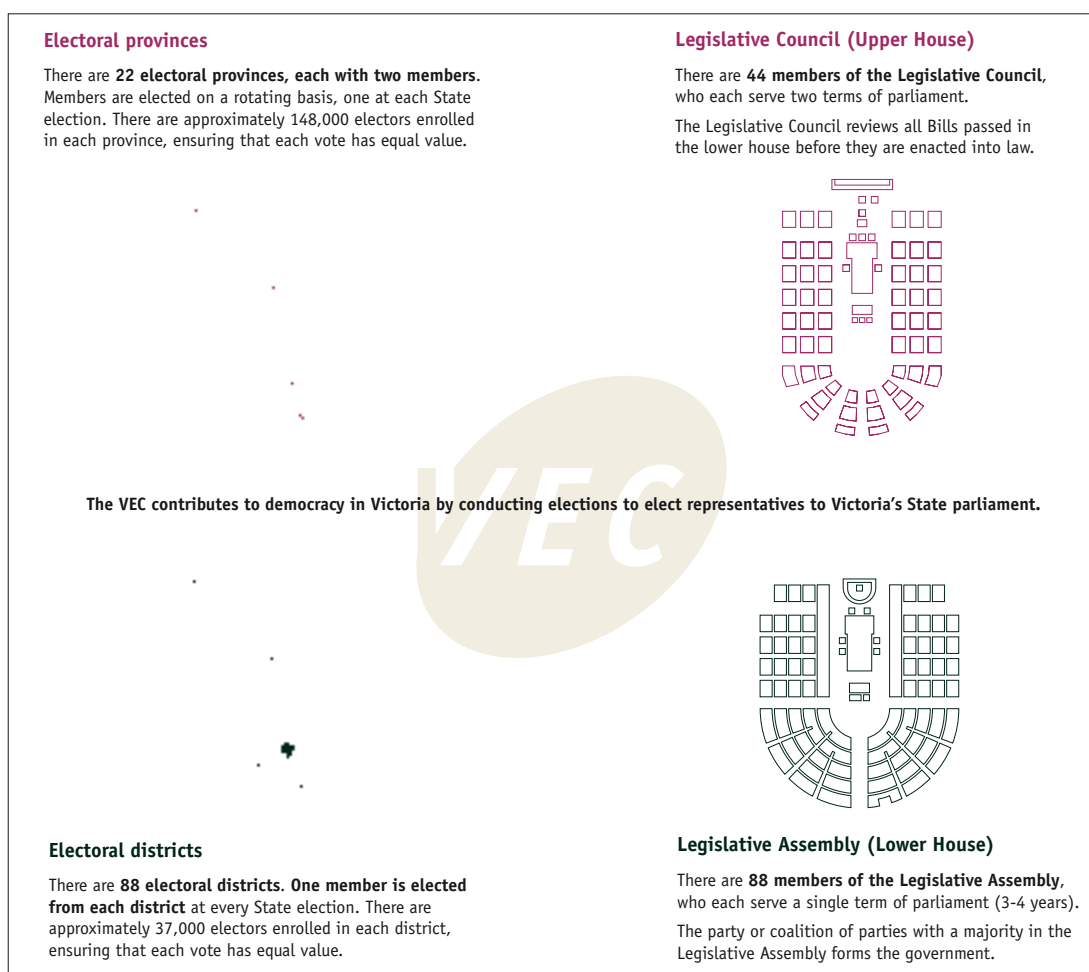 Electoral provinces
There are 22 electoral provinces, each with two members.
Members are elected on a rotating basis, one at each State
election. There are approximately 148,000 electors enrolled
in each province, ensuring that each vote has equal value.
Legislative Council (Upper House)
There are 44 members of the Legislative Council,
who each serve two terms of parliament.
The Legislative Council reviews all Bills passed in
the lower house before they are enacted into law.
VEC
The VEC contributes to democracy in Victoria by conducting elections to elect representatives to Victoria's State parliament.
Electoral districts
There are 88 electoral districts. One member is elected
from each district at every State election. There are
approximately 37,000 electors enrolled in each district,
ensuring that each vote has equal value.
Legislative Assembly (Lower House)
There are 88 members of the Legislative Assembly,
who each serve a single term of parliament (3-4 years).
The party or coalition of parties with a majority in the
Legislative Assembly forms the government.